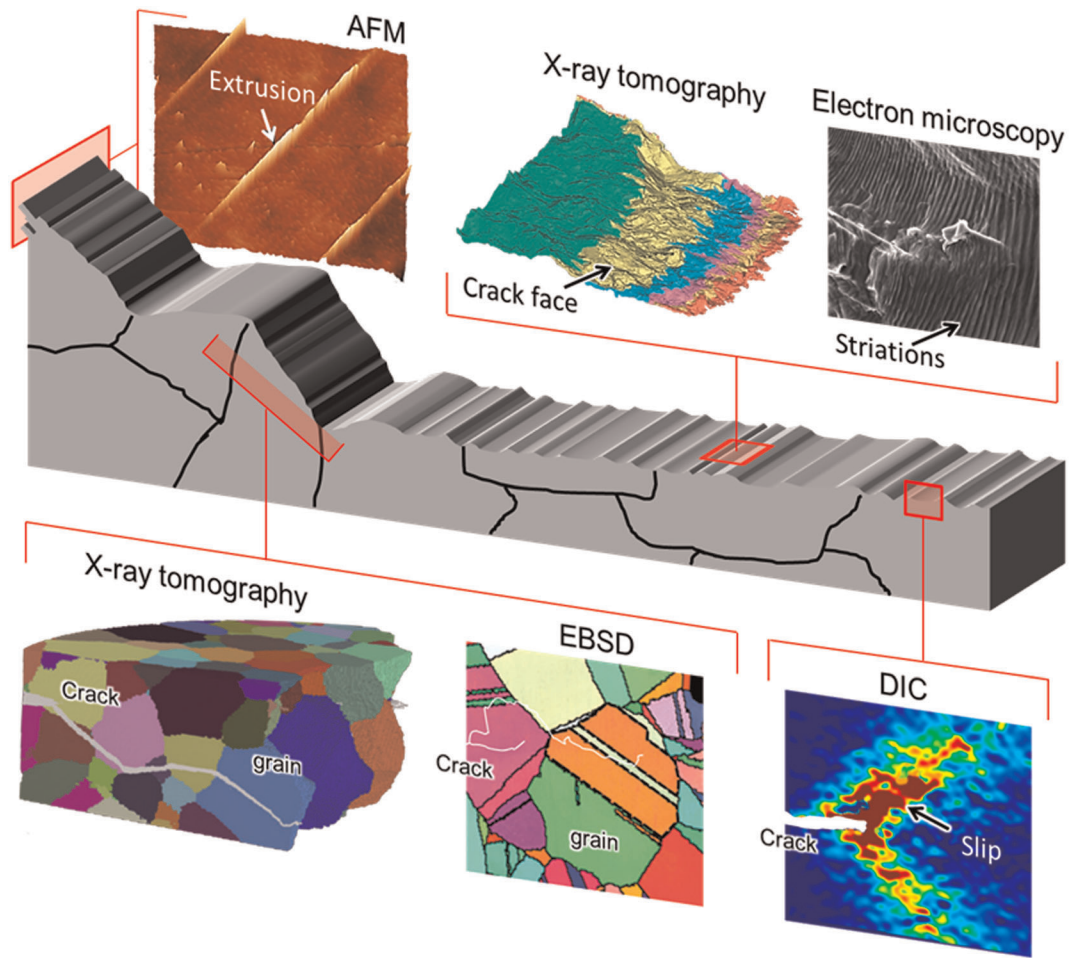 AFM
Extrusion
X-ray tomography
Crack face
Electron microscopy
Striations
X-ray tomography
Crack
grain
EBSD
Crack
grain
DIC
Crack
Slip